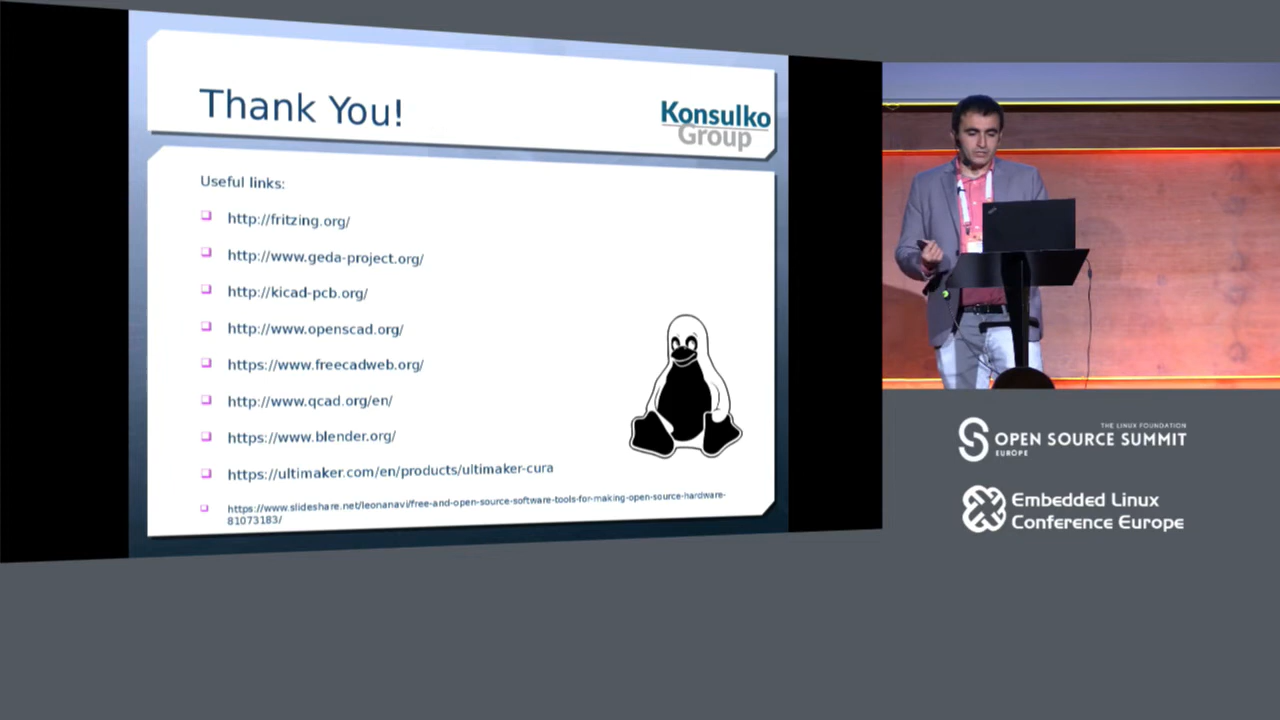 Thank You!
Konsulko
Group
Useful links:
http://fritzing.org/
http://www.geda-project.org/
http://kicad-pcb.org/
http://www.openscad.org/
https://www.freecadweb.org/
http://www.qcad.org/en/
https://www.blender.org/
https://ultimaker.com/en/products/ultimaker-cura
https://www.slideshare.net/leonanavi/free-and-open-source-software-tools-for-making-open-source-hardware-
81073183/
THE LINUX FOUNDATION
OPEN SOURCE SUMMIT
EUROPE
Embedded Linux
Conference Europe